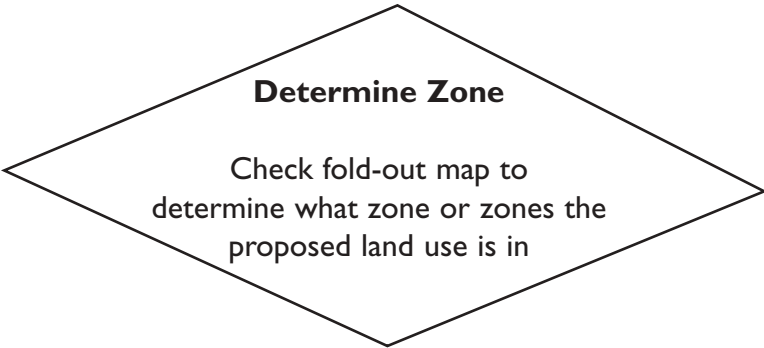 Determine Zone
Check fold-out map to
determine what zone or zones the
proposed land use is in